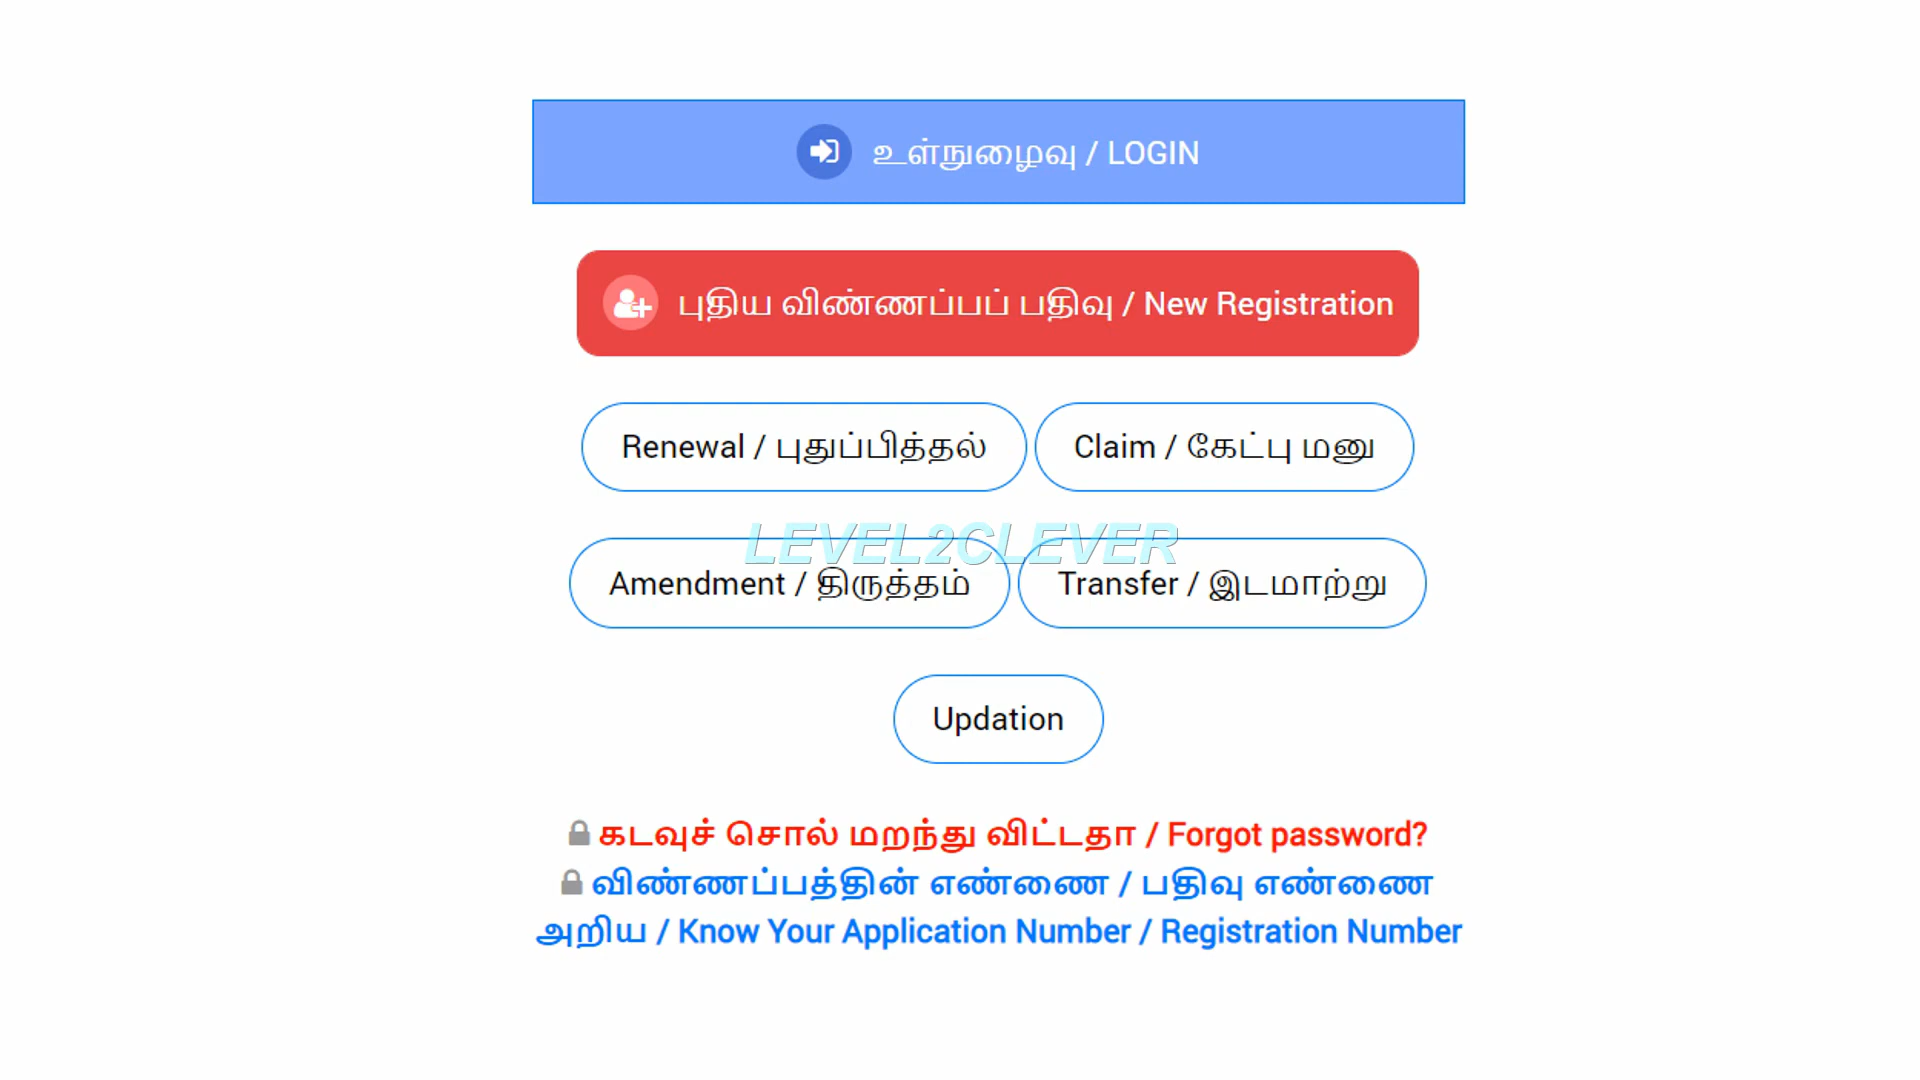 உள்நுழைவு / LOGIN
புதிய விண்ணப்பப் பதிவு / New Registration
Renewal / புதுப்பித்தல் Claim / கேட்பு மனு
LEVEL2CLEVER
Amendment / திருத்தம் Transfer / இடமாற்று
Updation
கடவுச் சொல் மறந்து விட்டதா / Forgot password?
விண்ணப்பத்தின் எண்ணை / பதிவு எண்ணை
அறிய / Know Your Application Number / Registration Number